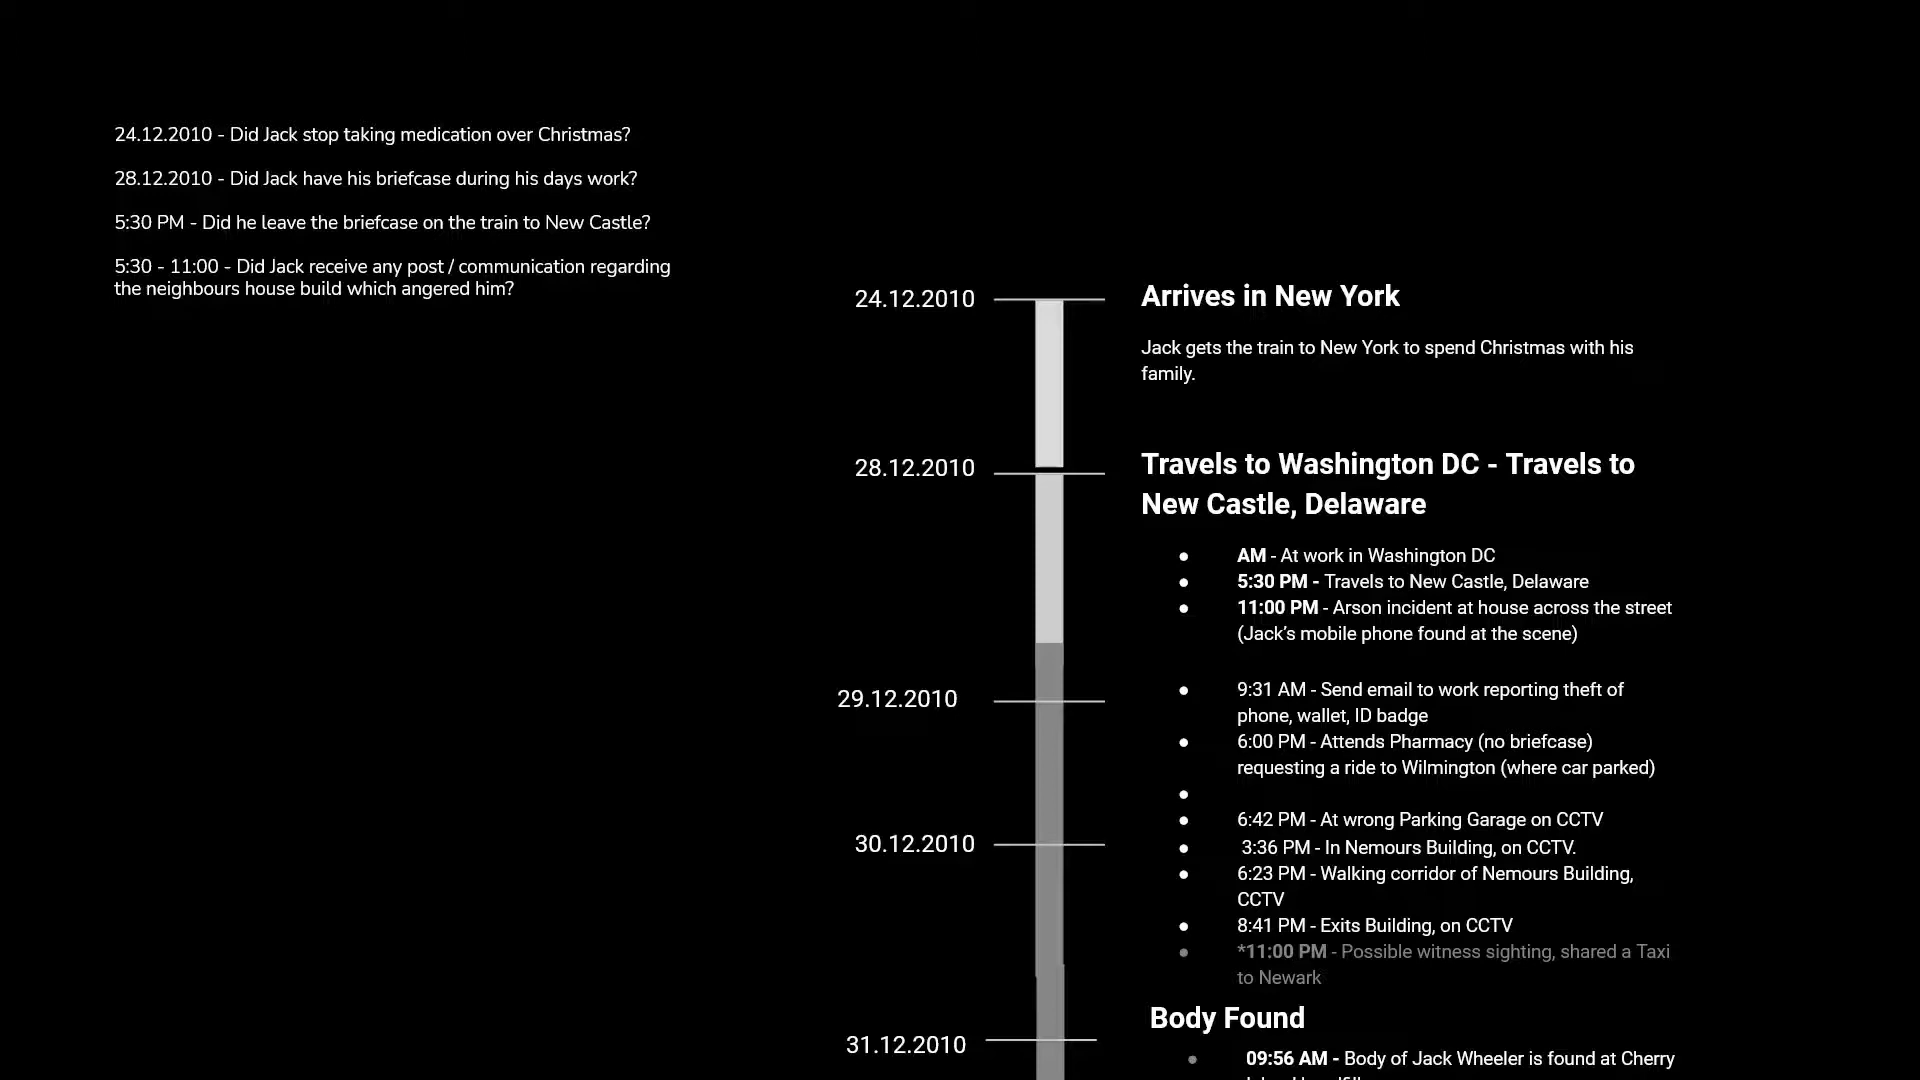 24.12.2010 - Did Jack stop taking medication over Christmas?
28.12.2010 - Did Jack have his briefcase during his days work?
5:30 PM - Did he leave the briefcase on the train to New Castle?
5:30 - 11:00 - Did Jack receive any post / communication regarding
the neighbours house build which angered him?
24.12.2010
Arrives in New York
Jack gets the train to New York to spend Christmas with his
family.
28.12.2010
Travels to Washington DC - Travels to
New Castle, Delaware
AM - At work in Washington DC
5:30 PM - Travels to New Castle, Delaware
11:00 PM - Arson incident at house across the street
(Jack’s mobile phone found at the scene)
29.12.2010
9:31 AM - Send email to work reporting theft of
phone, wallet, ID badge
6:00 PM - Attends Pharmacy (no briefcase)
requesting a ride to Wilmington (where car parked)
6:42 PM - At wrong Parking Garage on CCTV
30.12.2010
3:36 PM - In Nemours Building, on CCTV.
6:23 PM - Walking corridor of Nemours Building,
CCTV
8:41 PM - Exits Building, on CCTV
*11:00 PM - Possible witness sighting, shared a Taxi
to Newark
31.12.2010
Body Found
09:56 AM - Body of Jack Wheeler is found at Cherry